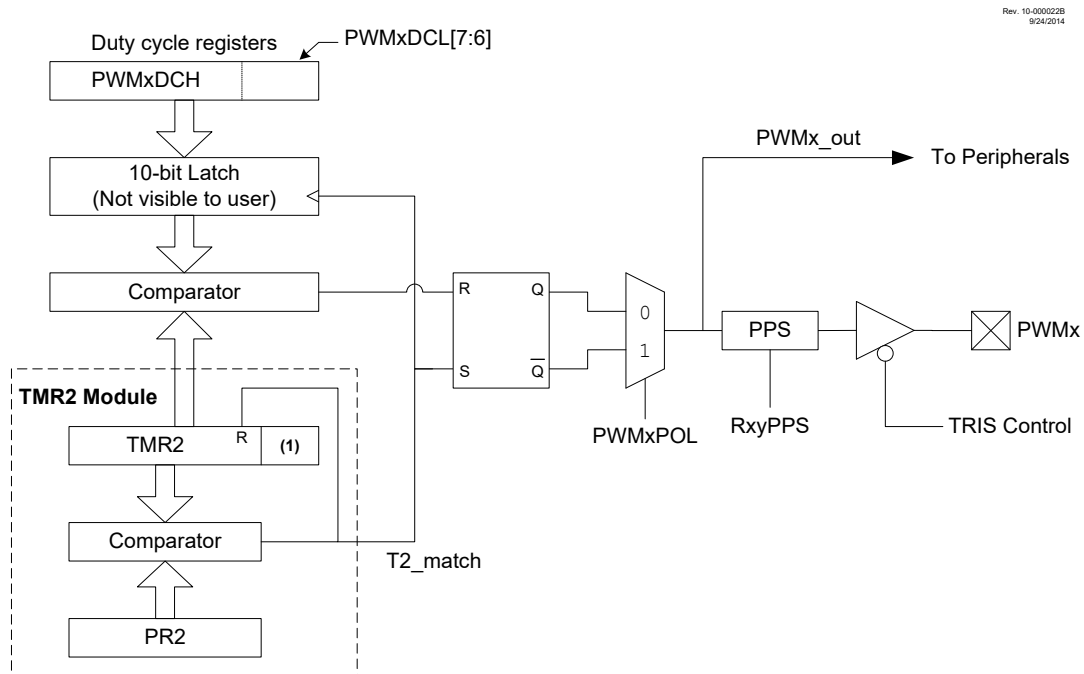 Rev. 10-000022B
9/24/2014
Duty cycle registers
PWMxDCL[7:6]
PWMxDCH
10-bit Latch
(Not visible to user)
Comparator
PWMx_out
To Peripherals
R
Q
S
Q
0
1
PWMxPOL
PPS
RxyPPS
PWMx
TRIS Control
TMR2 Module
TMR2
R
(1)
Comparator
T2_match
PR2